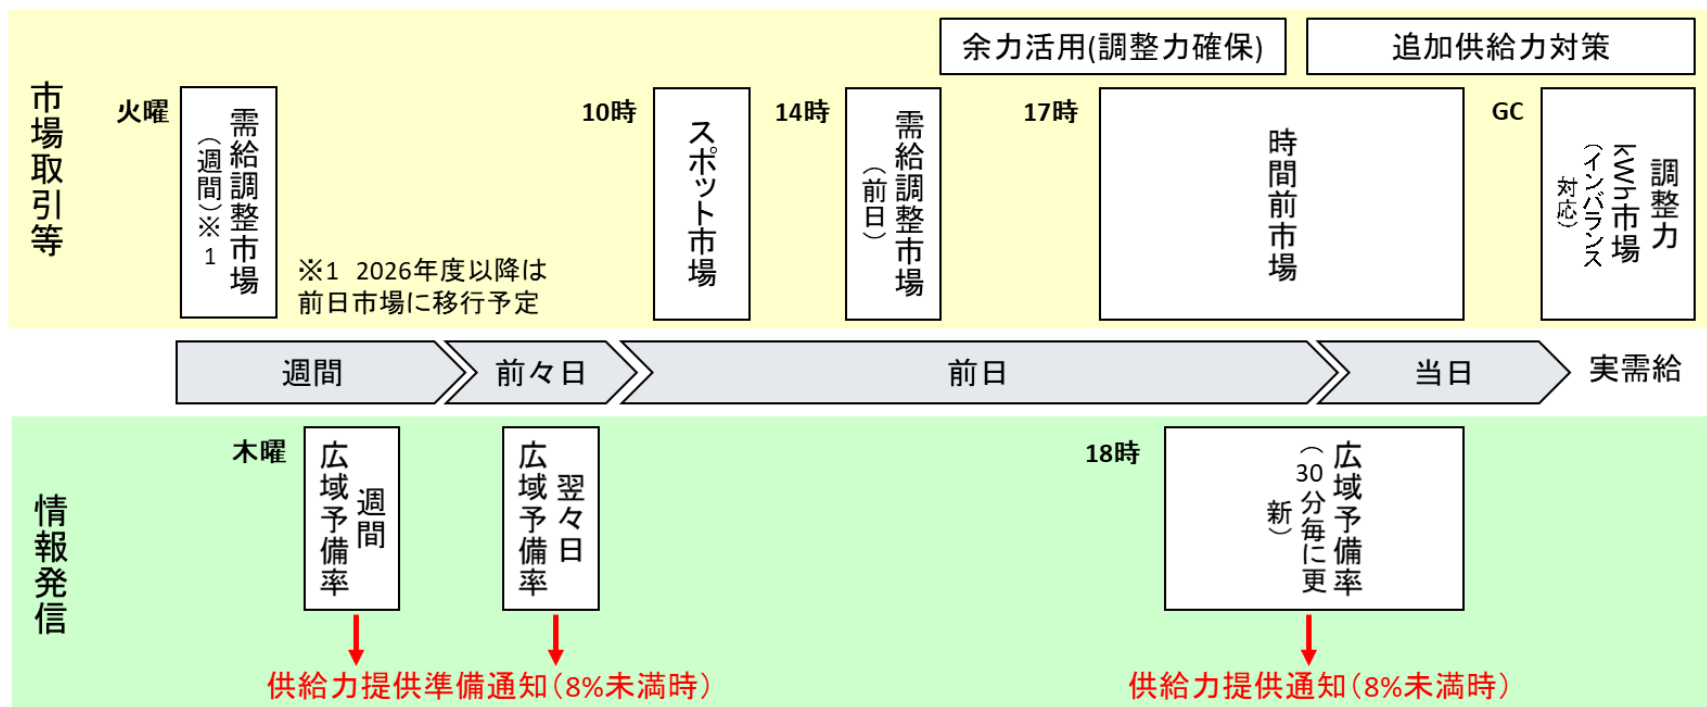 余力活用(調整力確保)
追加供給力対策
市場取引等
火曜
需給調整市場
（週間）※1
※1 2026年度以降は
前日市場に移行予定
10時
スポット市場
14時
需給調整市場
（前日）
17時
時間前市場
GC
調整力
kWh市場
（インバランス
対応）
週間
前々日
前日
当日
実需給
情報発信
木曜
週間
広域予備率
翌々日
広域予備率
18時
広域予備率
（30分毎に更
新）
供給力提供準備通知（8%未満時）
供給力提供通知（8%未満時）